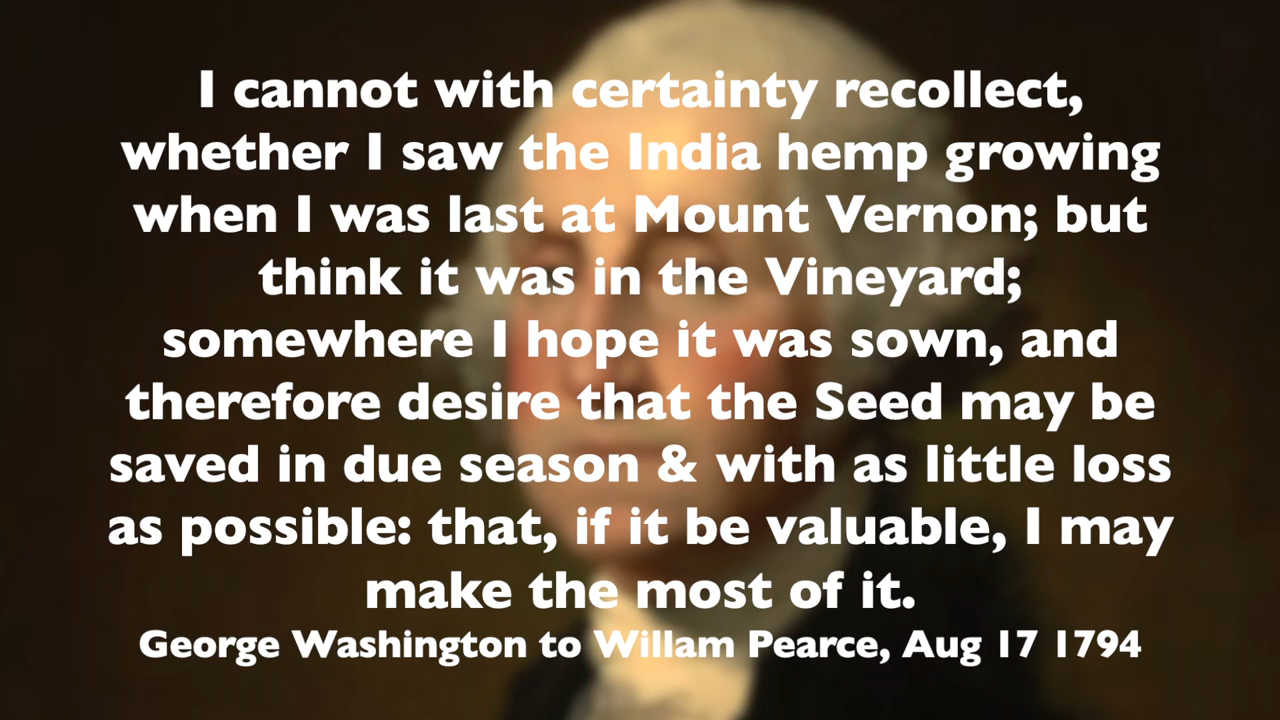 I cannot with certainty recollect,
whether I saw the India hemp growing
when I was last at Mount Vernon; but
think it was in the Vineyard;
somewhere I hope it was sown, and
therefore desire that the Seed may be
saved in due season & with as little loss
as possible: that, if it be valuable, I may
make the most of it.
George Washington to Willam Pearce, Aug 17 1794